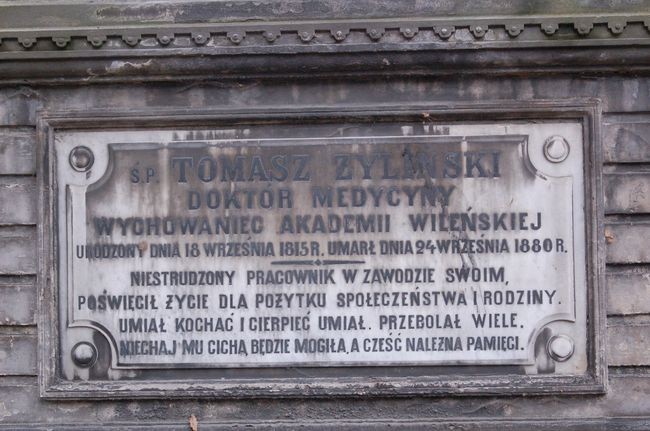 Ś.P. TOMASZ ŻYLIŃSKI
DOKTÓR MEDYCYNY
WYCHOWANIEC AKADEMII WILEŃSKIEJ
URODZONY DNIA 18 WRZEŚNIA 1815 R. UMARŁ DNIA 24 WRZEŚNIA 1880 R.
NIESTRUDZONY PRACOWNIK W ZAWODZIE SWOIM,
POŚWIĘCIŁ ŻYCIE DLA POŻYTKU SPOŁECZEŃSTWA I RODZINY.
UMIAŁ KOCHAĆ I CIERPIEĆ UMIAŁ. PRZEBOLAŁ WIELE.
NIECHAJ MU CICHĄ BĘDZIE MOGIŁA, A CZEŚĆ NALEŻNA PAMIĘCI.